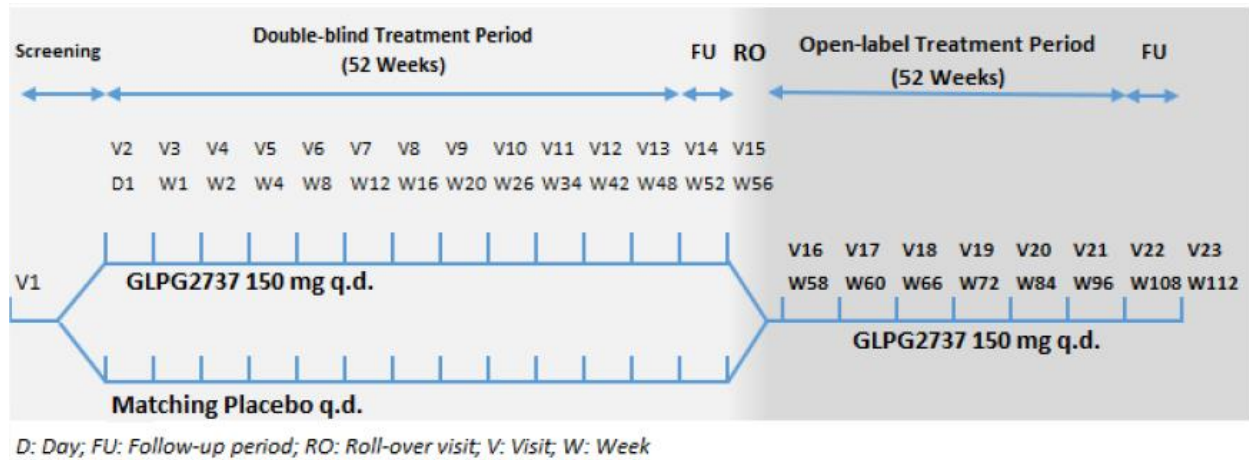 Screening
Double-blind Treatment Period
(52 Weeks)
FU
RO
Open-label Treatment Period
(52 Weeks)
FU
V2 V3 V4 V5 V6 V7 V8 V9 V10 V11 V12 V13 V14 V15
D1 W1 W2 W4 W8 W12 W16 W20 W26 W34 W42 W48 W52 W56
V1
GLPG2737 150 mg q.d.
V16 V17 V18 V19 V20 V21 V22 V23
W58 W60 W66 W72 W84 W96 W108 W112
GLPG2737 150 mg q.d.
Matching Placebo q.d.
D: Day; FU: Follow-up period; RO: Roll-over visit; V: Visit; W: Week